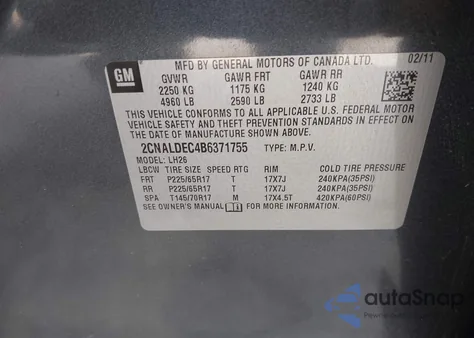 GM
MFD BY GENERAL MOTORS OF CANADA LTD. 02/11
GVWR GAWR FRT GAWR RR
2250 KG 1175 KG 1240 KG
4960 LB 2590 LB 2733 LB
THIS VEHICLE CONFORMS TO ALL APPLICABLE U.S. FEDERAL MOTOR
VEHICLE SAFETY AND THEFT PREVENTION STANDARDS IN EFFECT ON
THE DATE OF MANUFACTURE SHOWN ABOVE.
2CNALDEC4B6371755 TYPE: M.P.V.
MODEL: LH26
LBCW TIRE SIZE SPEED RTG RIM COLD TIRE PRESSURE
FRT P225/65R17 T 17X7J 240KPA(35PSI)
RR P225/65R17 T 17X7J 240KPA(35PSI)
SPA T145/70R17 M 17X4.5T 420KPA(60PSI)
SEE OWNER'S MANUAL FOR MORE INFORMATION.
autoSnap